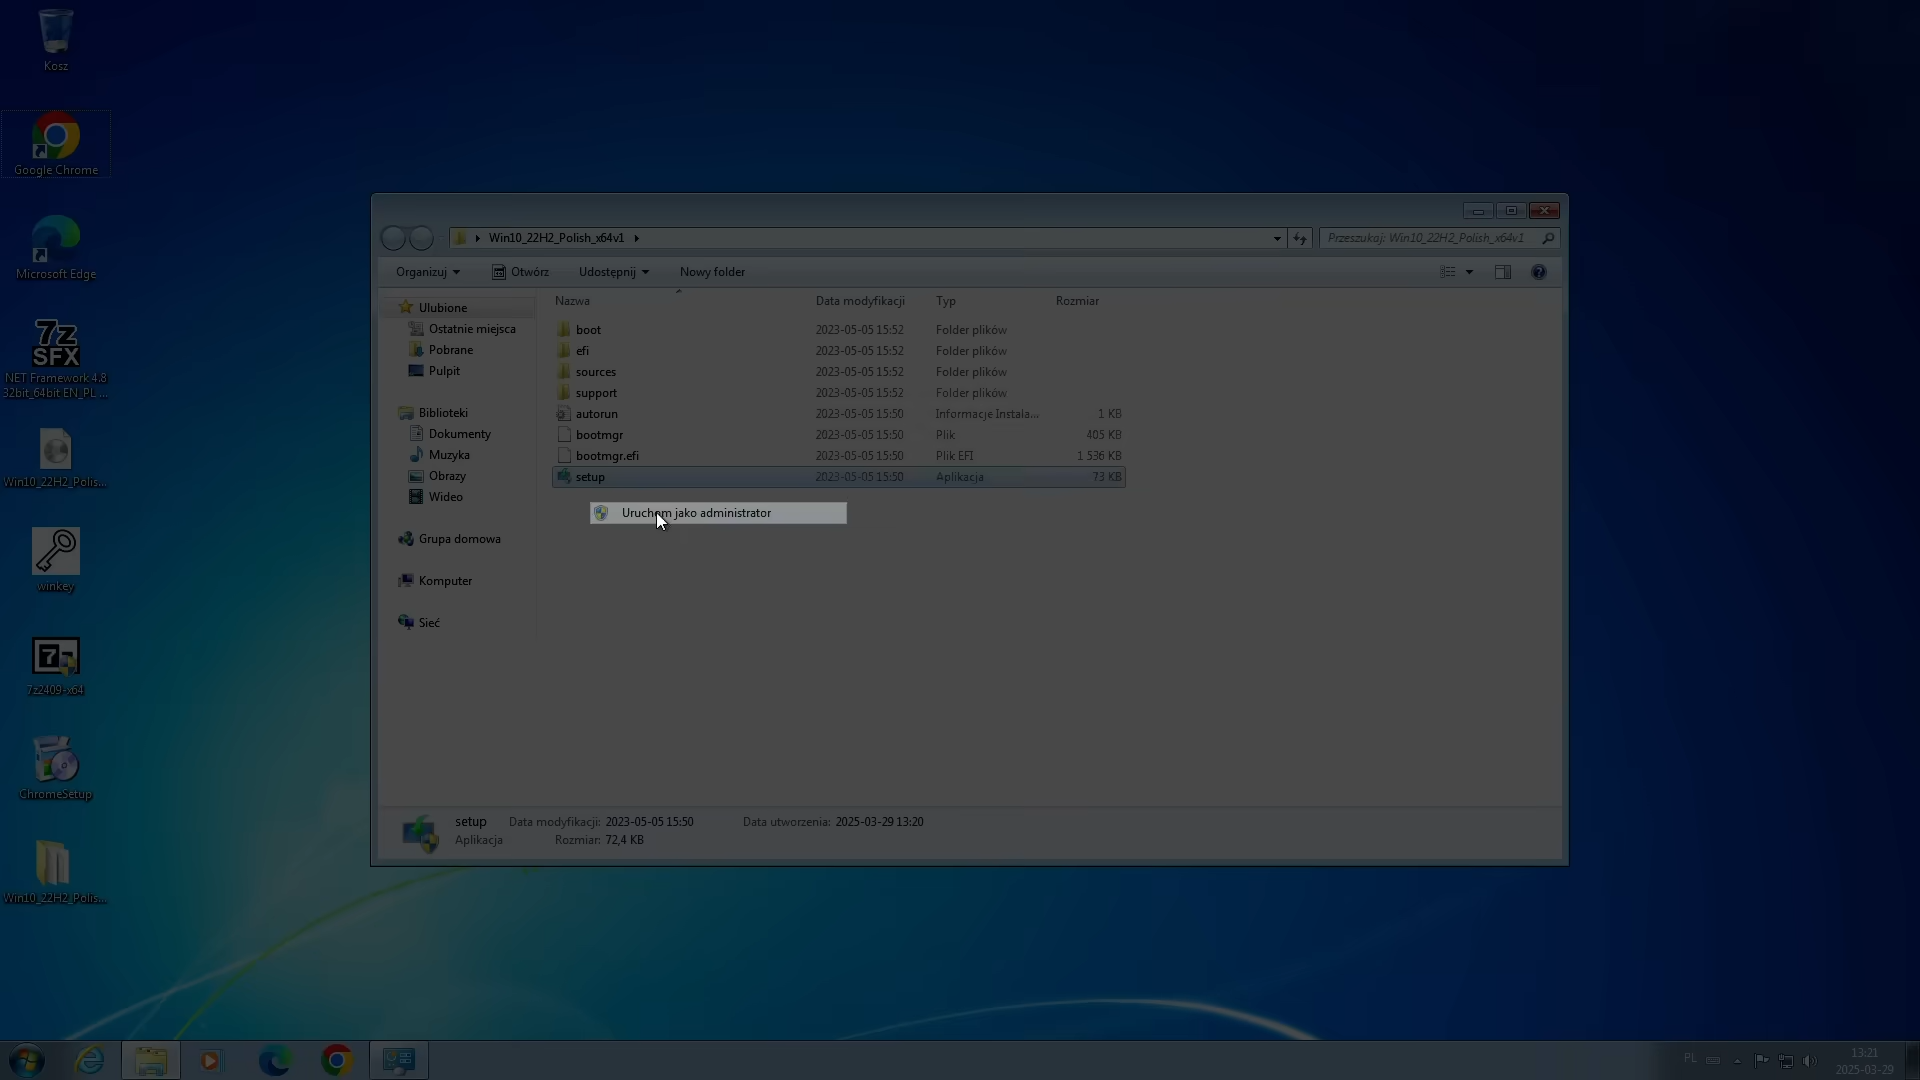 Kosz
Google Chrome
Microsoft Edge
7z
SFX
NET Framework 4.8
32bit_64bit EN_PL ...
Win10_22H2_Polis...
winkey
7z
7z2409-x64
ChromeSetup
Win10_22H2_Polis...
Win10_22H2_Polish_x64v1
Przeszukaj: Win10_22H2_Polish_x64v1
Organizuj Otwórz Udostępnij Nowy folder
Ulubione
Ostatnie miejsca
Pobrane
Pulpit
Biblioteki
Dokumenty
Muzyka
Obrazy
Wideo
Grupa domowa
Komputer
Sieć
Nazwa Data modyfikacji Typ Rozmiar
boot 2023-05-05 15:52 Folder plików
efi 2023-05-05 15:52 Folder plików
sources 2023-05-05 15:52 Folder plików
support 2023-05-05 15:52 Folder plików
autorun 2023-05-05 15:50 Informacje Instala... 1 KB
bootmgr 2023-05-05 15:50 Plik 405 KB
bootmgr.efi 2023-05-05 15:50 Plik EFI 1 536 KB
setup 2023-05-05 15:50 Aplikacja 73 KB
Uruchom jako administrator
setup Data modyfikacji: 2023-05-05 15:50 Data utworzenia: 2025-03-29 13:20
Aplikacja Rozmiar: 72,4 KB
PL
13:21
2025-03-29